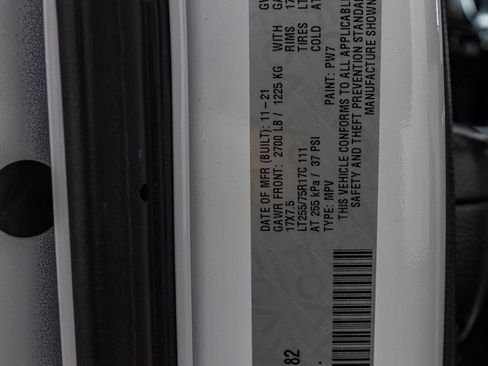 DATE OF MFR (BUILT): 11-21
GAWR FRONT: 2700 LB / 1225 KG WITH
17X7.5 RIMS
LT255/75R17C 111 TIRES
AT 255 kPa / 37 PSI COLD
TYPE: MPV PAINT: PW7
THIS VEHICLE CONFORMS TO ALL APPLICABLE
SAFETY AND THEFT PREVENTION STANDARD
MANUFACTURE SHOWN
82